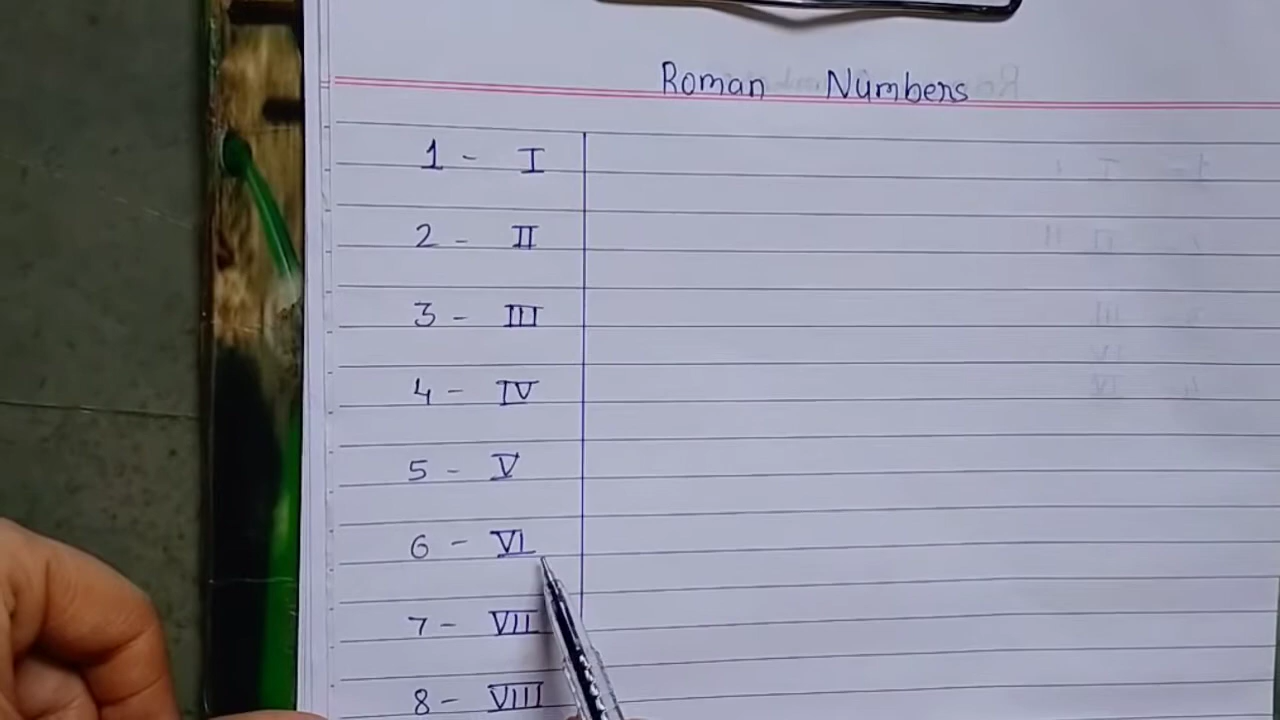 Roman Numbers
1 - I
2 - II
3 - III
4 - IV
5 - V
6 - VI
7 - VII
8 - VIII